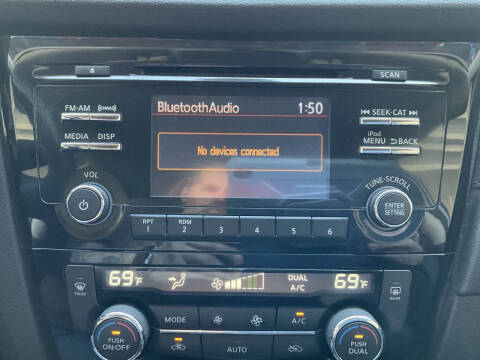 SCAN
BluetoothAudio 1:50
No devices connected
FM-AM
MEDIA DISP
VOL
SEEK·CAT
iPod
MENU BACK
TUNE·SCROLL
ENTER
SETTING
RPT
1
RDM
2
3
4
5
6
69°F
DUAL
A/C
69°F
FRONT
MODE
A/C
REAR
PUSH
ON·OFF
AUTO
PUSH
DUAL